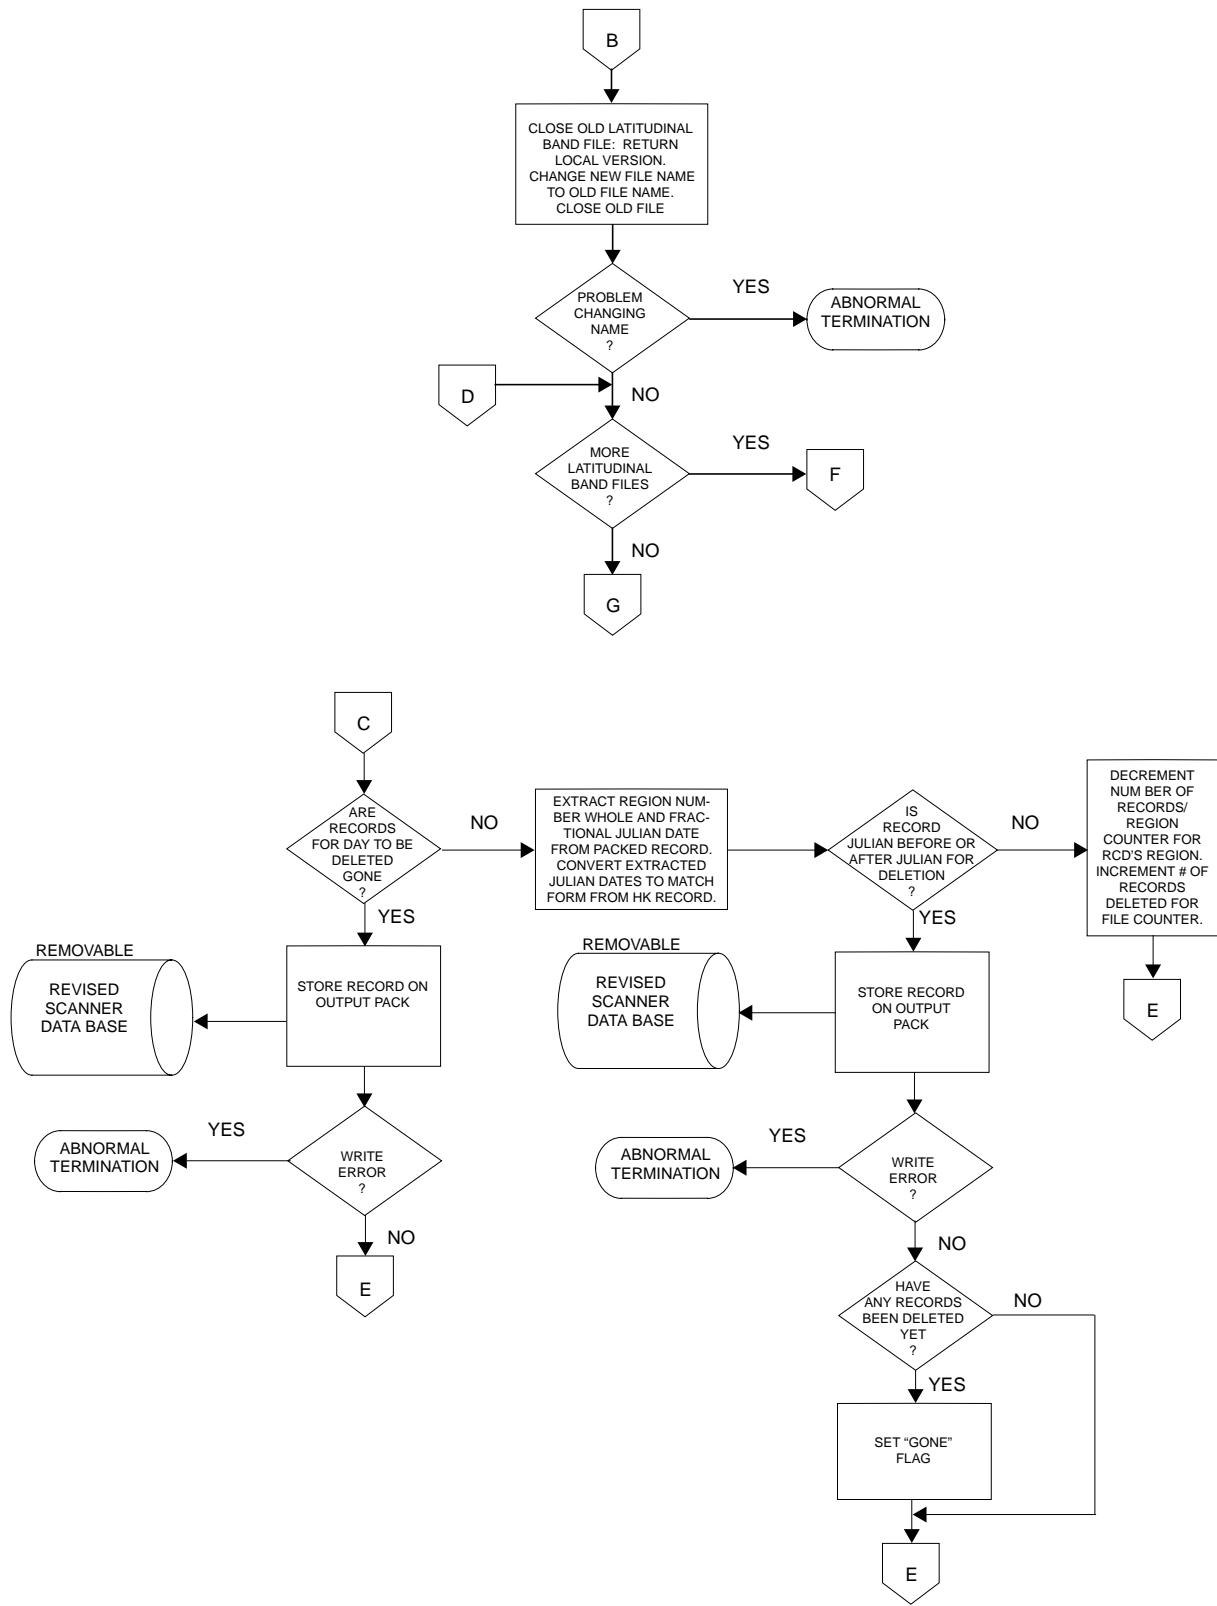 B
CLOSE OLD LATITUDINAL
BAND FILE: RETURN
LOCAL VERSION.
CHANGE NEW FILE NAME
TO OLD FILE NAME.
CLOSE OLD FILE
PROBLEM
CHANGING
NAME
?
YES
ABNORMAL
TERMINATION
D
NO
MORE
LATITUDINAL
BAND FILES
?
YES
F
NO
G
C
ARE
RECORDS
FOR DAY TO BE
DELETED
GONE
?
NO
EXTRACT REGION NUM-
BER WHOLE AND FRAC-
TIONAL JULIAN DATE
FROM PACKED RECORD.
CONVERT EXTRACTED
JULIAN DATES TO MATCH
FORM FROM HK RECORD.
IS
RECORD
JULIAN BEFORE OR
AFTER JULIAN FOR
DELETION
?
NO
DECREMENT
NUM BER OF
RECORDS/
REGION
COUNTER FOR
RCD'S REGION.
INCREMENT # OF
RECORDS
DELETED FOR
FILE COUNTER.
E
YES
STORE RECORD ON
OUTPUT PACK
REMOVABLE
REVISED
SCANNER
DATA BASE
WRITE
ERROR
?
YES
ABNORMAL
TERMINATION
NO
E
YES
STORE RECORD
ON OUTPUT
PACK
REMOVABLE
REVISED
SCANNER
DATA BASE
WRITE
ERROR
?
YES
ABNORMAL
TERMINATION
NO
HAVE
ANY RECORDS
BEEN DELETED
YET
?
NO
YES
SET “GONE”
FLAG
E